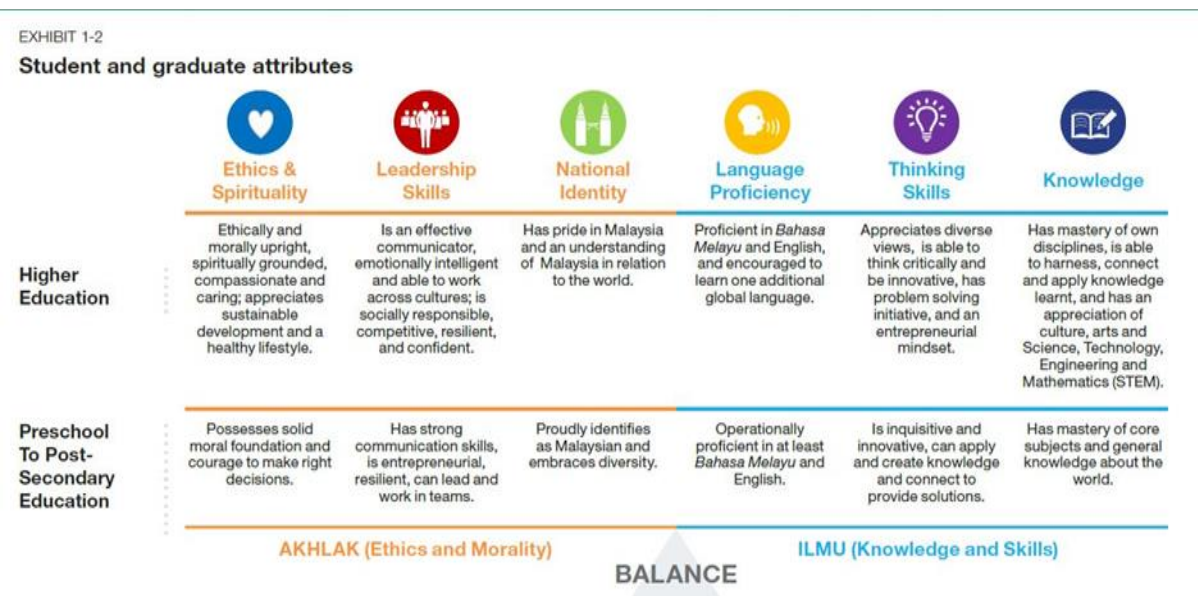 EXHIBIT 1-2
Student and graduate attributes
Ethics &
Spirituality
Leadership
Skills
National
Identity
Language
Proficiency
Thinking
Skills
Knowledge
Higher
Education
Ethically and
morally upright,
spiritually grounded,
compassionate and
caring; appreciates
sustainable
development and a
healthy lifestyle.
Is an effective
communicator,
emotionally intelligent
and able to work
across cultures; is
socially responsible,
competitive, resilient,
and confident.
Has pride in Malaysia
and an understanding
of Malaysia in relation
to the world.
Proficient in Bahasa
Melayu and English,
and encouraged to
learn one additional
global language.
Appreciates diverse
views, is able to
think critically and
be innovative, has
problem solving
initiative, and an
entrepreneurial
mindset.
Has mastery of own
disciplines, is able
to harness, connect
and apply knowledge
learnt, and has an
appreciation of
culture, arts and
Science, Technology,
Engineering and
Mathematics (STEM).
Preschool
To Post-
Secondary
Education
Possesses solid
moral foundation and
courage to make right
decisions.
Has strong
communication skills,
is entrepreneurial,
resilient, can lead and
work in teams.
Proudly identifies
as Malaysian and
embraces diversity.
Operationally
proficient in at least
Bahasa Melayu and
English.
Is inquisitive and
innovative, can apply
and create knowledge
and connect to
provide solutions.
Has mastery of core
subjects and general
knowledge about the
world.
AKHLAK (Ethics and Morality)
ILMU (Knowledge and Skills)
BALANCE